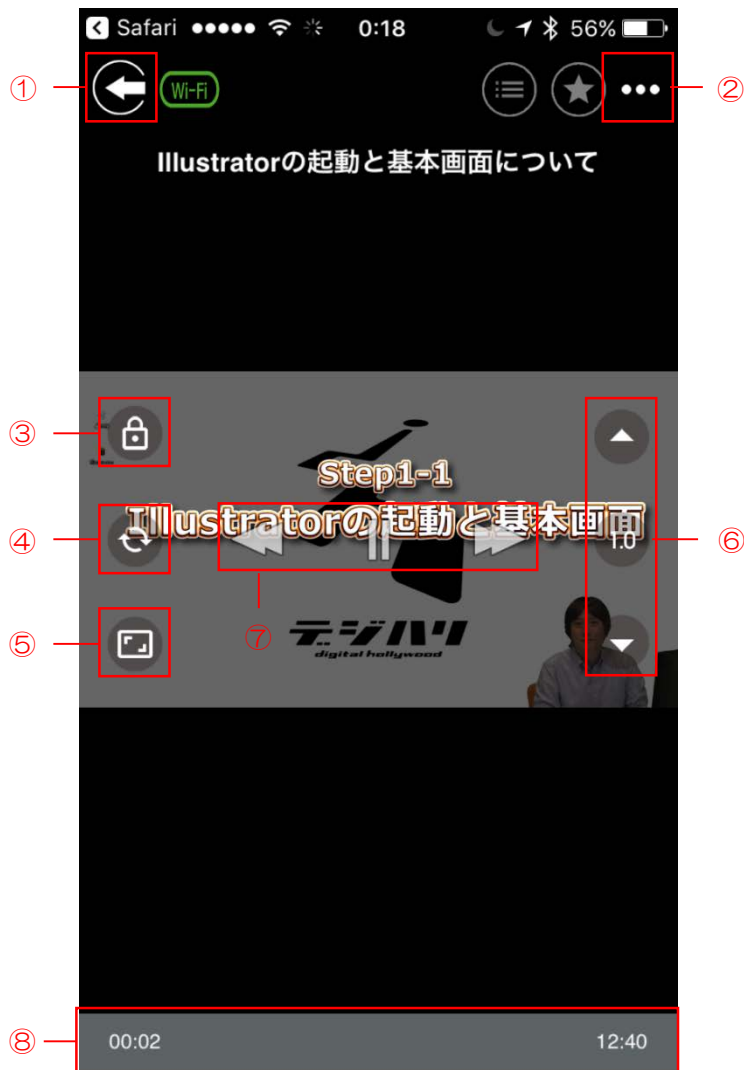 Safari 0:18 56%
① Wi-Fi ②
Illustratorの起動と基本画面について
③
Step1-1
④ Illustratorの起動と基本画面 1.0 ⑥
⑤ ⑦ デジハリ
digital hollywood
⑧ 00:02 12:40